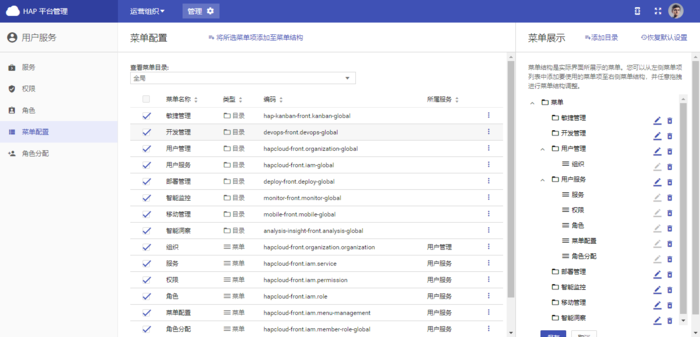 HAP 平台管理
运营组织
管理
用户服务
服务
权限
角色
菜单配置
角色分配
菜单配置
将所选菜单项添加至菜单结构
查看菜单目录:
全局
菜单名称 类型 编码 所属服务
敏捷管理 目录 hap-kanban-front.kanban-global
开发管理 目录 devops-front.devops-global
用户管理 目录 hapcloud-front.organization-global
用户服务 目录 hapcloud-front.iam-global
部署管理 目录 deploy-front.deploy-global
智能监控 目录 monitor-front.monitor-global
移动管理 目录 mobile-front.mobile-global
智能洞察 目录 analysis-insight-front.analysis-global
组织 菜单 hapcloud-front.organization.organization 用户管理
服务 菜单 hapcloud-front.iam.service 用户服务
权限 菜单 hapcloud-front.iam.permission 用户服务
角色 菜单 hapcloud-front.iam.role 用户服务
菜单配置 菜单 hapcloud-front.iam.menu-management 用户服务
角色分配 菜单 hapcloud-front.iam.member-role-global 用户服务
菜单展示
添加目录
恢复默认设置
菜单结构是实际界面所展示的菜单。您可以从左侧菜单项
列表中添加要使用的菜单项至右侧菜单结构，并任意拖拽
进行菜单结构调整。
菜单
敏捷管理
开发管理
用户管理
组织
用户服务
服务
权限
角色
菜单配置
角色分配
部署管理
智能监控
移动管理
智能洞察